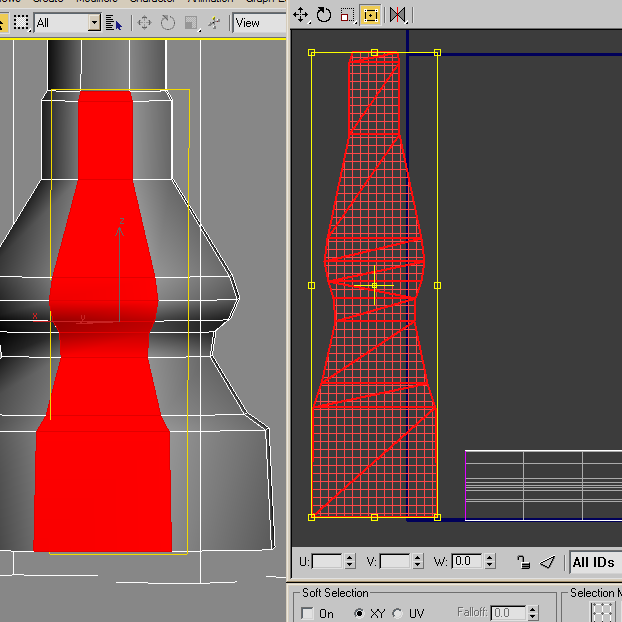 Create Modifiers Character Animation Graph E
All View
z
x y
U: V: W: 0.0 All IDs
Soft Selection Selection M
On XY UV Falloff: 0.0